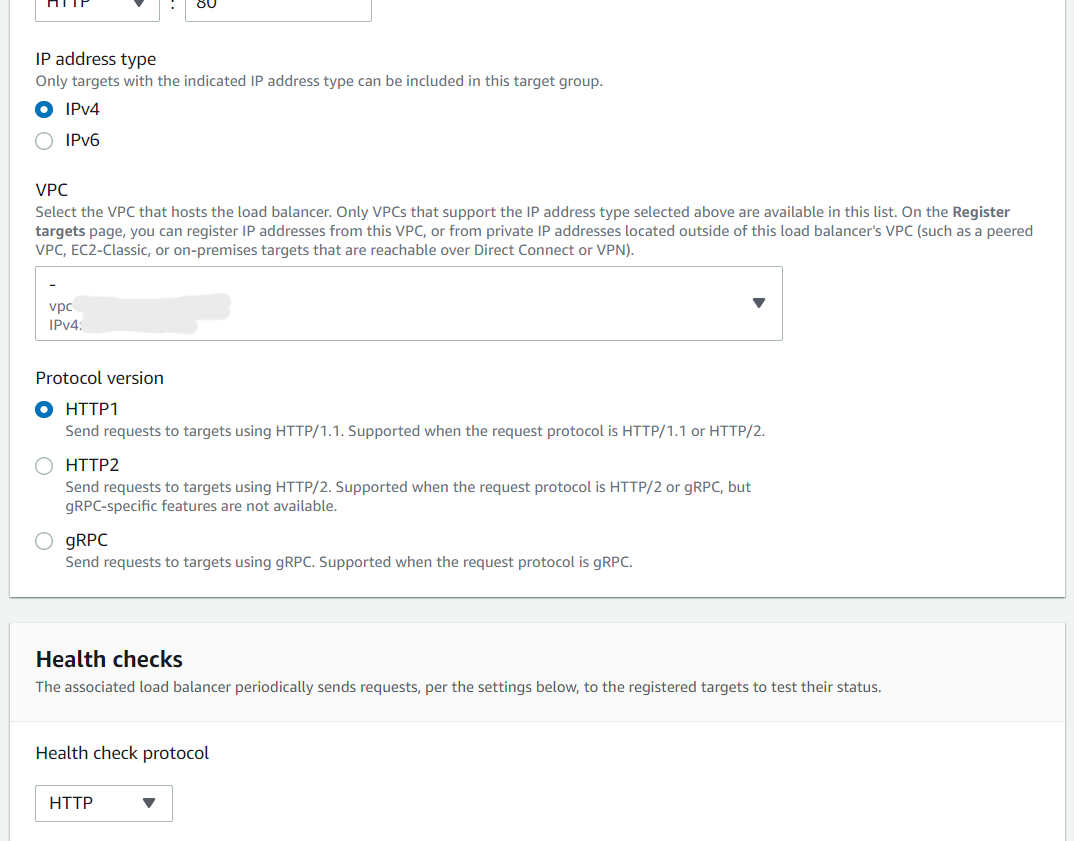 HTTP : 80
IP address type
Only targets with the indicated IP address type can be included in this target group.
IPv4
IPv6
VPC
Select the VPC that hosts the load balancer. Only VPCs that support the IP address type selected above are available in this list. On the Register
targets page, you can register IP addresses from this VPC, or from private IP addresses located outside of this load balancer's VPC (such as a peered
VPC, EC2-Classic, or on-premises targets that are reachable over Direct Connect or VPN).
-
vpc
IPv4:
Protocol version
HTTP1
Send requests to targets using HTTP/1.1. Supported when the request protocol is HTTP/1.1 or HTTP/2.
HTTP2
Send requests to targets using HTTP/2. Supported when the request protocol is HTTP/2 or gRPC, but
gRPC-specific features are not available.
gRPC
Send requests to targets using gRPC. Supported when the request protocol is gRPC.
Health checks
The associated load balancer periodically sends requests, per the settings below, to the registered targets to test their status.
Health check protocol
HTTP